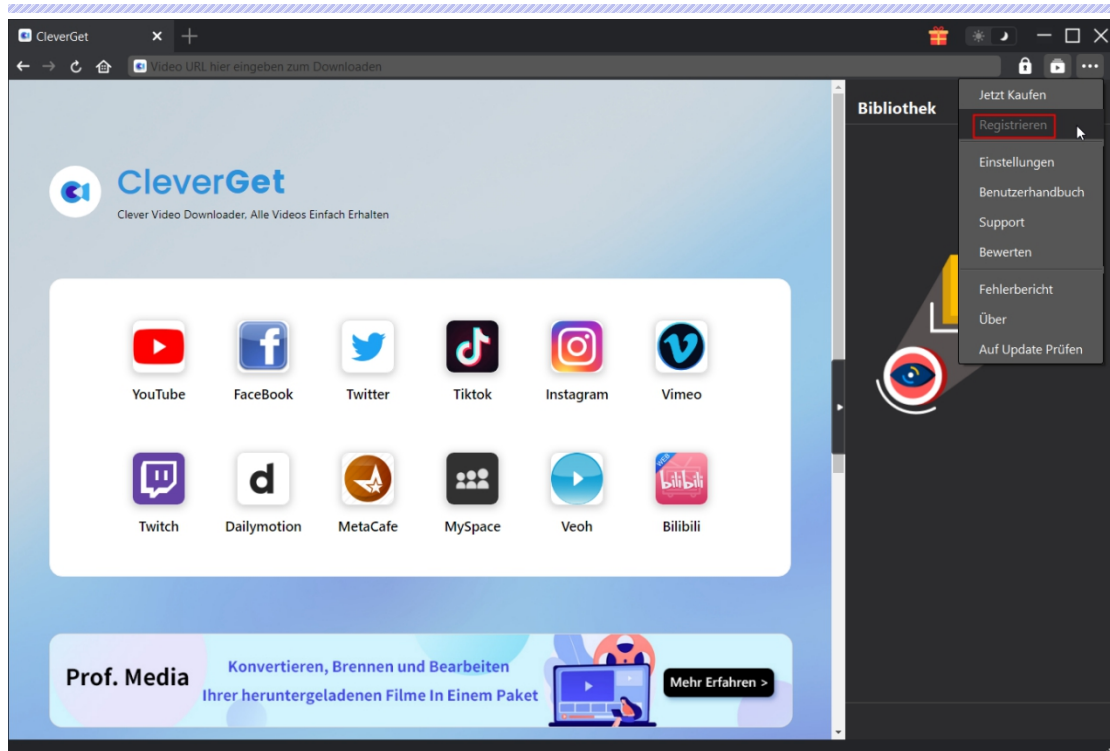 CleverGet
Video URL hier eingeben zum Downloaden
Jetzt Kaufen
Bibliothek
Registrieren
Einstellungen
Benutzerhandbuch
Support
Bewerten
Fehlerbericht
Über
Auf Update Prüfen
CleverGet
Clever Video Downloader. Alle Videos Einfach Erhalten
YouTube FaceBook Twitter Tiktok Instagram Vimeo
WEB
bilibili
Twitch Dailymotion MetaCafe MySpace Veoh Bilibili
Prof. Media
Konvertieren, Brennen und Bearbeiten
Ihrer heruntergeladenen Filme In Einem Paket
Mehr Erfahren >